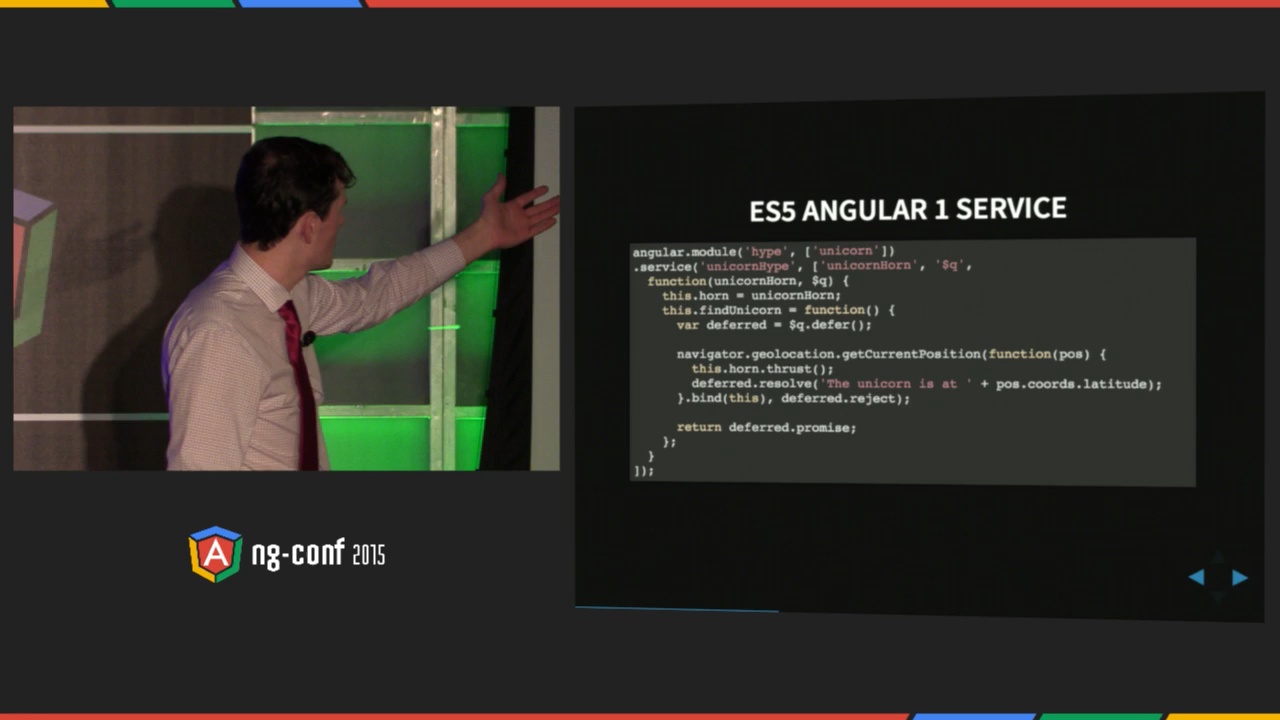 ES5 ANGULAR 1 SERVICE
angular.module('hype', ['unicorn'])
.service('unicornHype', ['unicornHorn', '$q',
function(unicornHorn, $q) {
this.horn = unicornHorn;
this.findUnicorn = function() {
var deferred = $q.defer();
navigator.geolocation.getCurrentPosition(function(pos) {
this.horn.thrust();
deferred.resolve('The unicorn is at ' + pos.coords.latitude);
}.bind(this), deferred.reject);
return deferred.promise;
};
}
]);
A ng-conf 2015